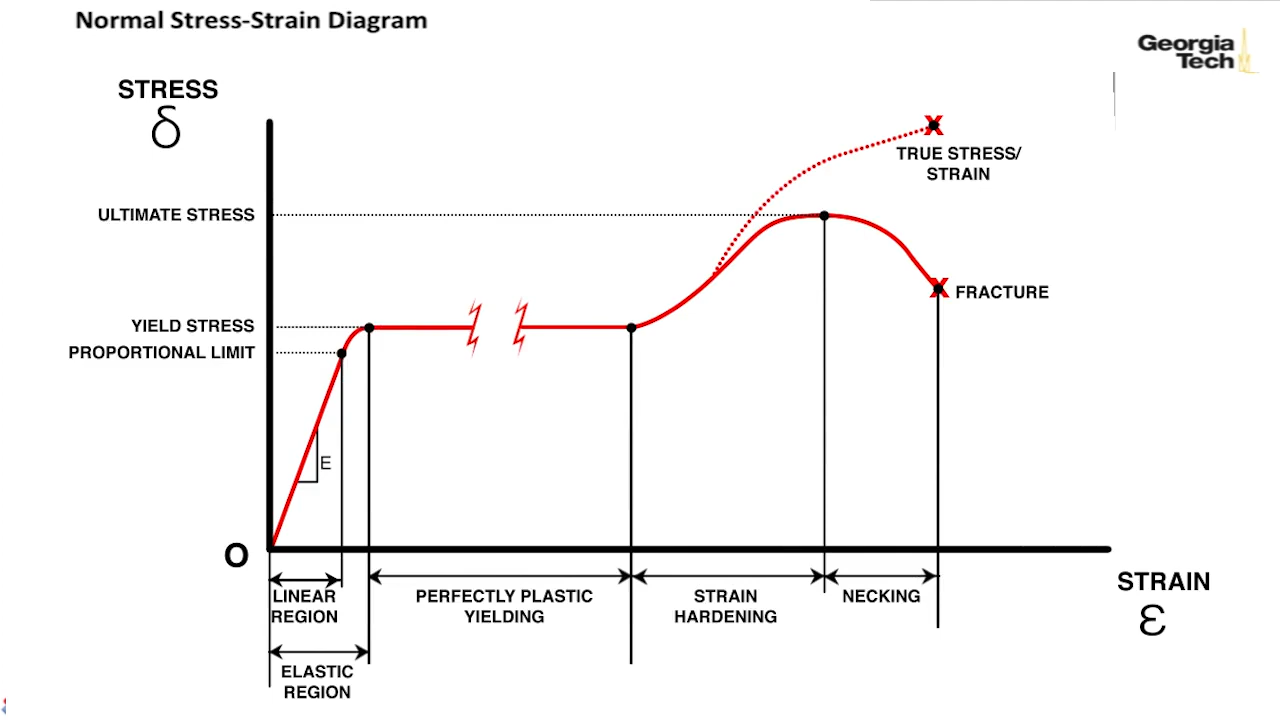 Normal Stress-Strain Diagram
Georgia
Tech
STRESS
δ
TRUE STRESS/
STRAIN
ULTIMATE STRESS
FRACTURE
YIELD STRESS
PROPORTIONAL LIMIT
E
O
STRAIN
ε
LINEAR
REGION
PERFECTLY PLASTIC
YIELDING
STRAIN
HARDENING
NECKING
ELASTIC
REGION